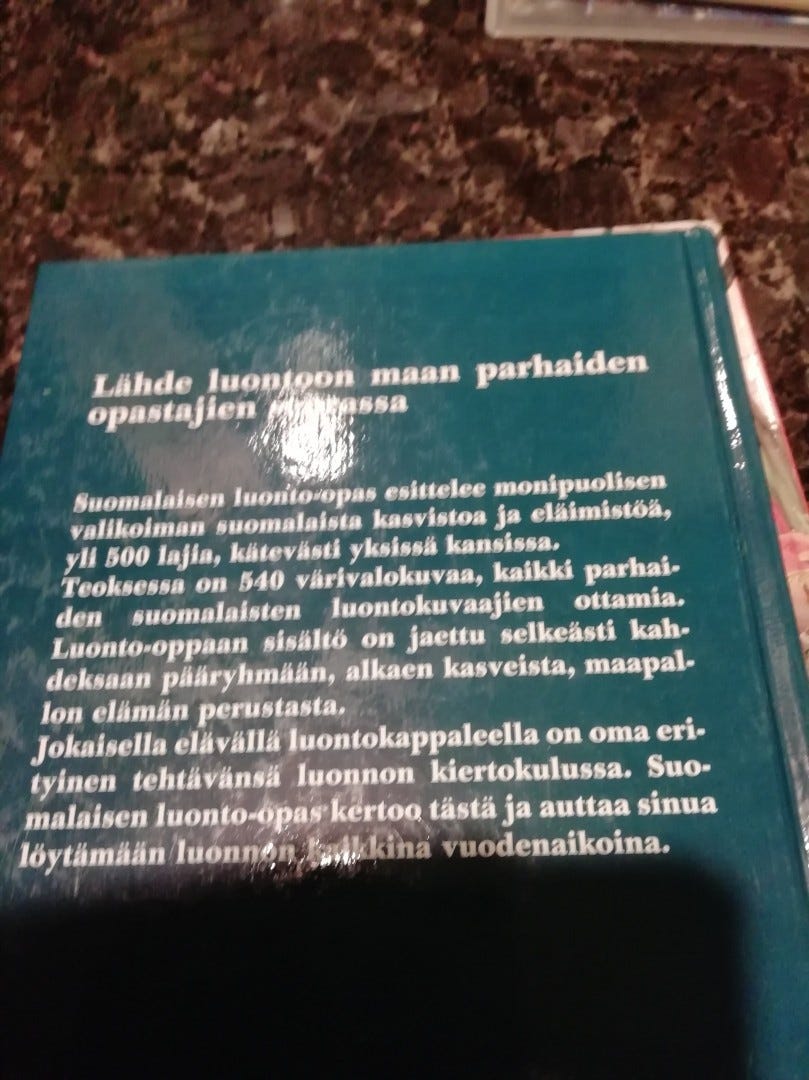 Lähde luontoon maan parhaiden
opastajien seurassa
Suomalaisen luonto-opas esittelee monipuolisen
valikoiman suomalaista kasvistoa ja eläimistöä,
yli 500 lajia, kätevästi yksissä kansissa.
Teoksessa on 540 värivalokuvaa, kaikki parhai-
den suomalaisten luontokuvaajien ottamia.
Luonto-oppaan sisältö on jaettu selkeästi kah-
deksaan pääryhmään, alkaen kasveista, maapal-
lon elämän perustasta.
Jokaisella elävällä luontokappaleella on oma eri-
tyinen tehtävänsä luonnon kiertokulussa. Suo-
malaisen luonto-opas kertoo tästä ja auttaa sinua
löytämään luonnon kaikkina vuodenaikoina.